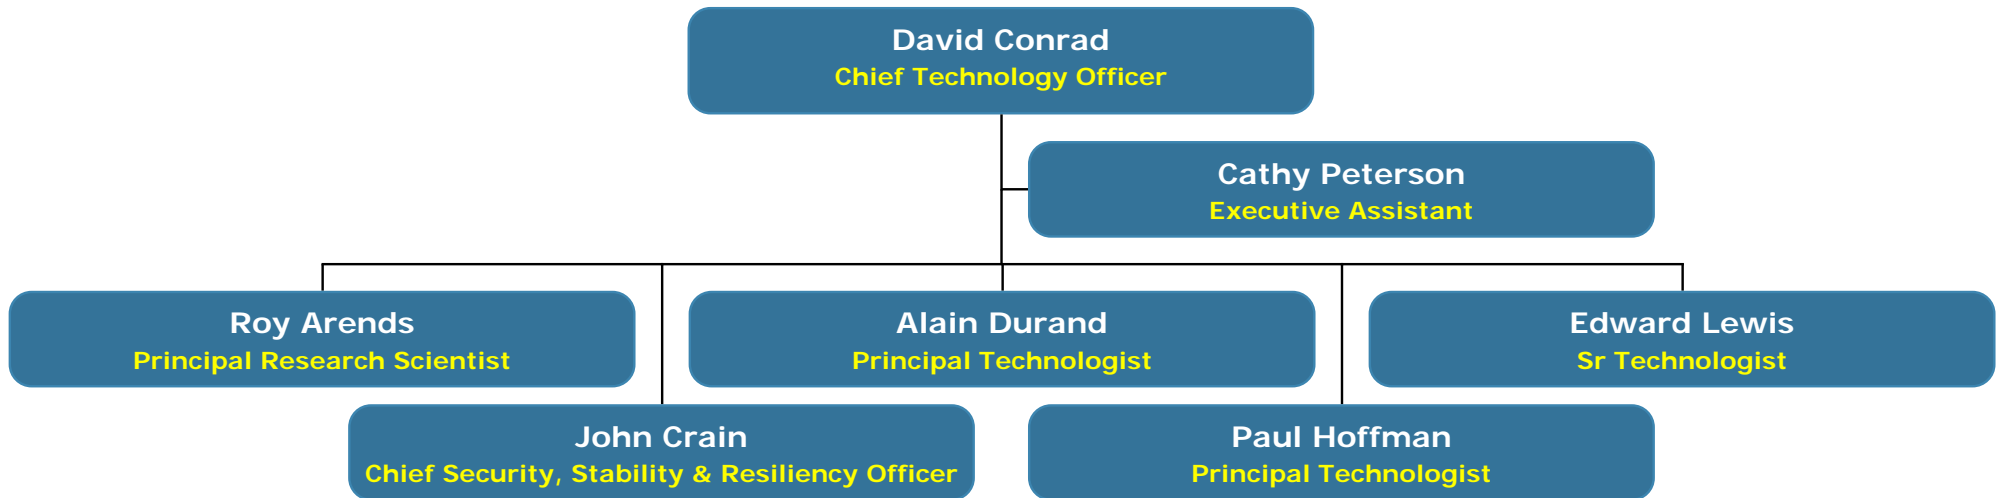 David Conrad
Chief Technology Officer
Cathy Peterson
Executive Assistant
Roy Arends
Principal Research Scientist
Alain Durand
Principal Technologist
Edward Lewis
Sr Technologist
John Crain
Chief Security, Stability & Resiliency Officer
Paul Hoffman
Principal Technologist